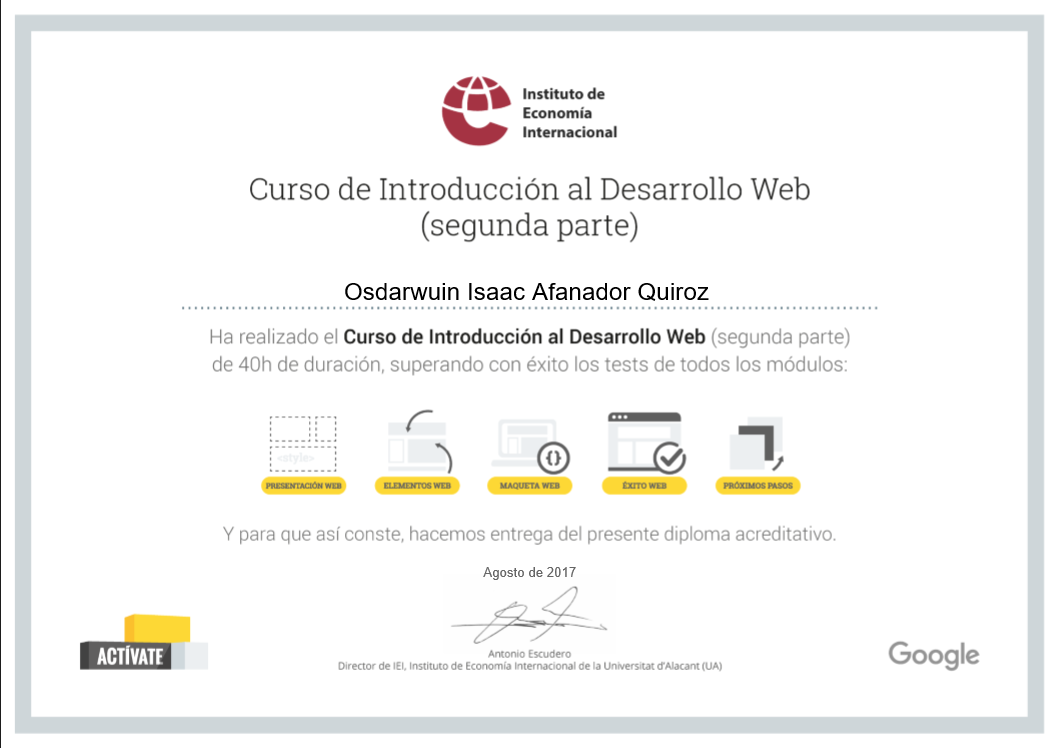 Instituto de
Economía
Internacional
Curso de Introducción al Desarrollo Web
(segunda parte)
Osdarwuin Isaac Afanador Quiroz
Ha realizado el Curso de Introducción al Desarrollo Web (segunda parte)
de 40h de duración, superando con éxito los tests de todos los módulos:
<style>
{}
PRESENTACIÓN WEB ELEMENTOS WEB MAQUETA WEB ÉXITO WEB PRÓXIMOS PASOS
Y para que así conste, hacemos entrega del presente diploma acreditativo.
Agosto de 2017
Antonio Escudero
Director de IEI, Instituto de Economía Internacional de la Universitat d'Alacant (UA)
ACTÍVATE
Google